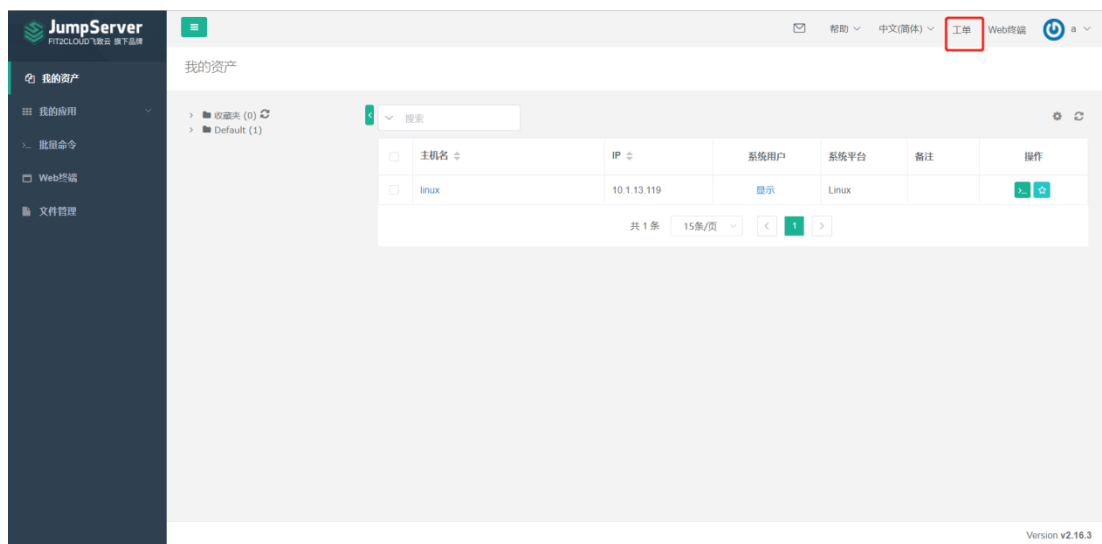 JumpServer
FIT2CLOUD飞致云 旗下品牌
帮助 中文(简体) 工单 Web终端 a
我的资产
我的应用
批量命令
Web终端
文件管理
我的资产
收藏夹 (0)
Default (1)
搜索
主机名 IP 系统用户 系统平台 备注 操作
linux 10.1.13.119 显示 Linux
共 1 条 15条/页 1
Version v2.16.3